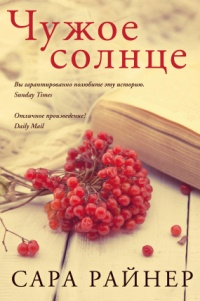 Чужое
солнце
Вы гарантированно полюбите эту историю.
Sunday Times
Отличное произведение!
Daily Mail
САРА РАЙНЕР